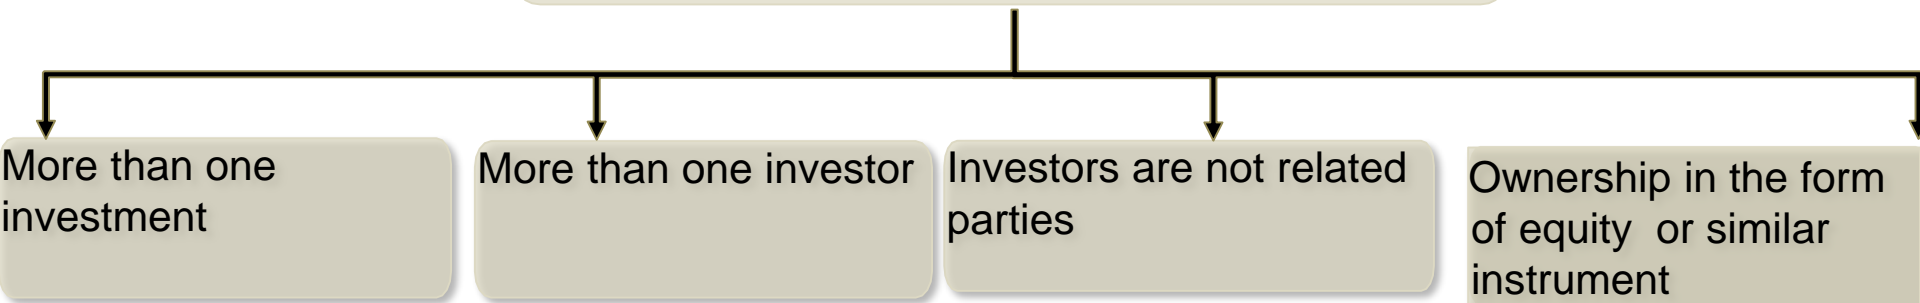 More than one
investment
More than one investor
Investors are not related
parties
Ownership in the form
of equity  or similar
instrument